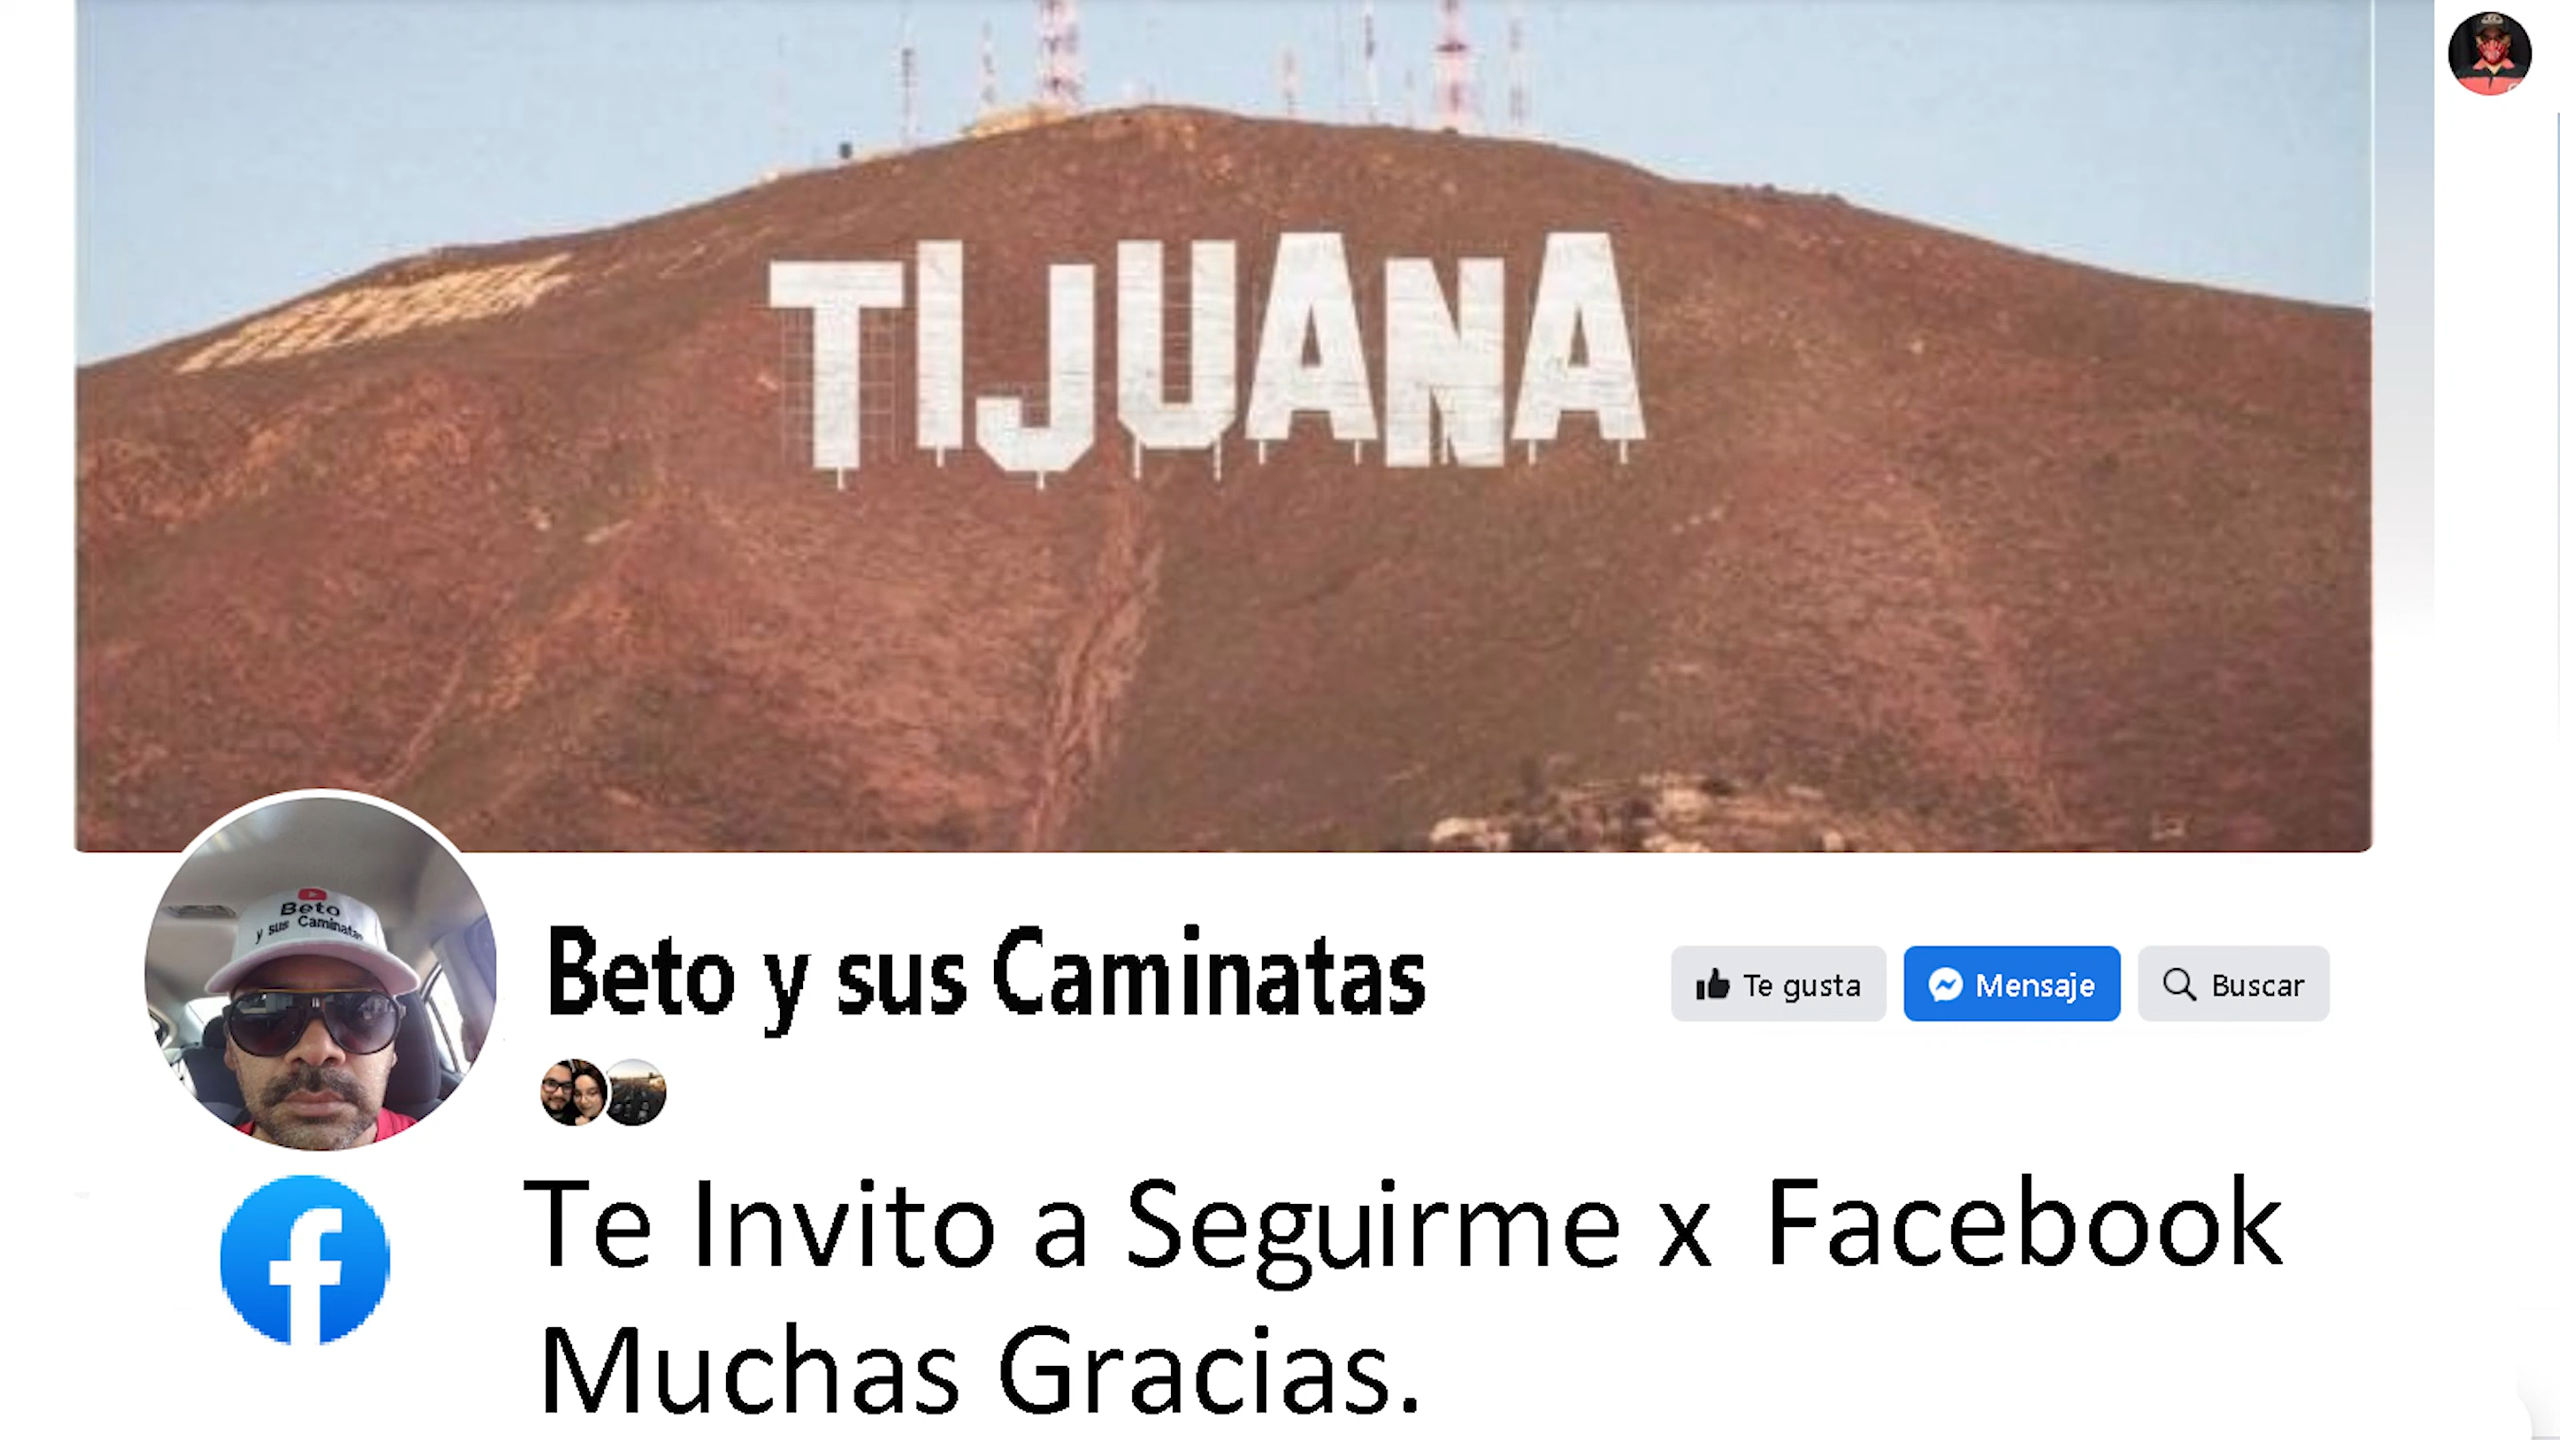 TIJUANA
Beto
y sus Caminatas
Beto y sus Caminatas
Te gusta
Mensaje
Buscar
Te Invito a Seguirme x Facebook
Muchas Gracias.